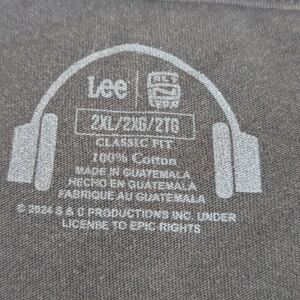 Lee
2XL/2XG/2TG
CLASSIC FIT
100% Cotton
MADE IN GUATEMALA
HECHO EN GUATEMALA
FABRIQUE AU GUATEMALA
© 2024 S & C PRODUCTIONS INC. UNDER
LICENSE TO EPIC RIGHTS